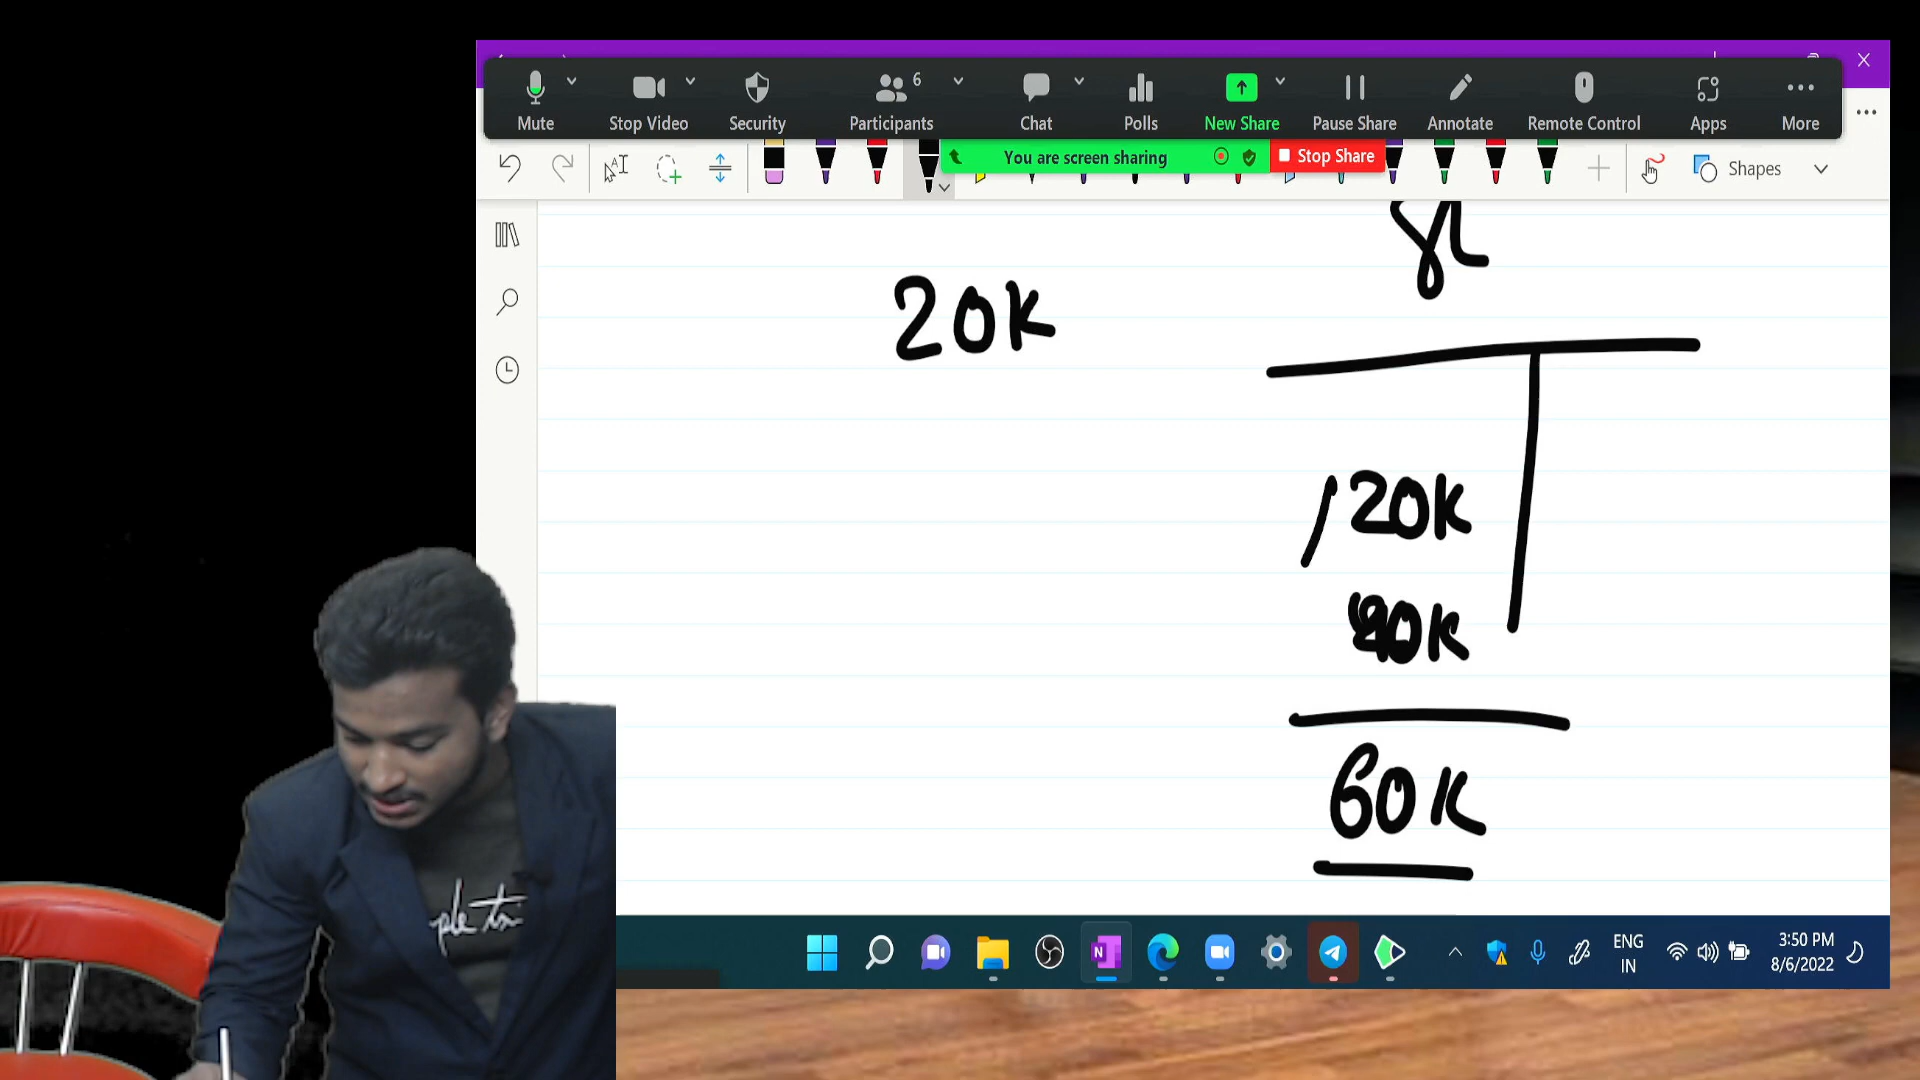 6
Mute Stop Video Security Participants Chat Polls New Share Pause Share Annotate Remote Control Apps More
You are screen sharing Stop Share
Shapes
20K
20K
40K
60K
ple
ENG 3:50 PM
IN 8/6/2022